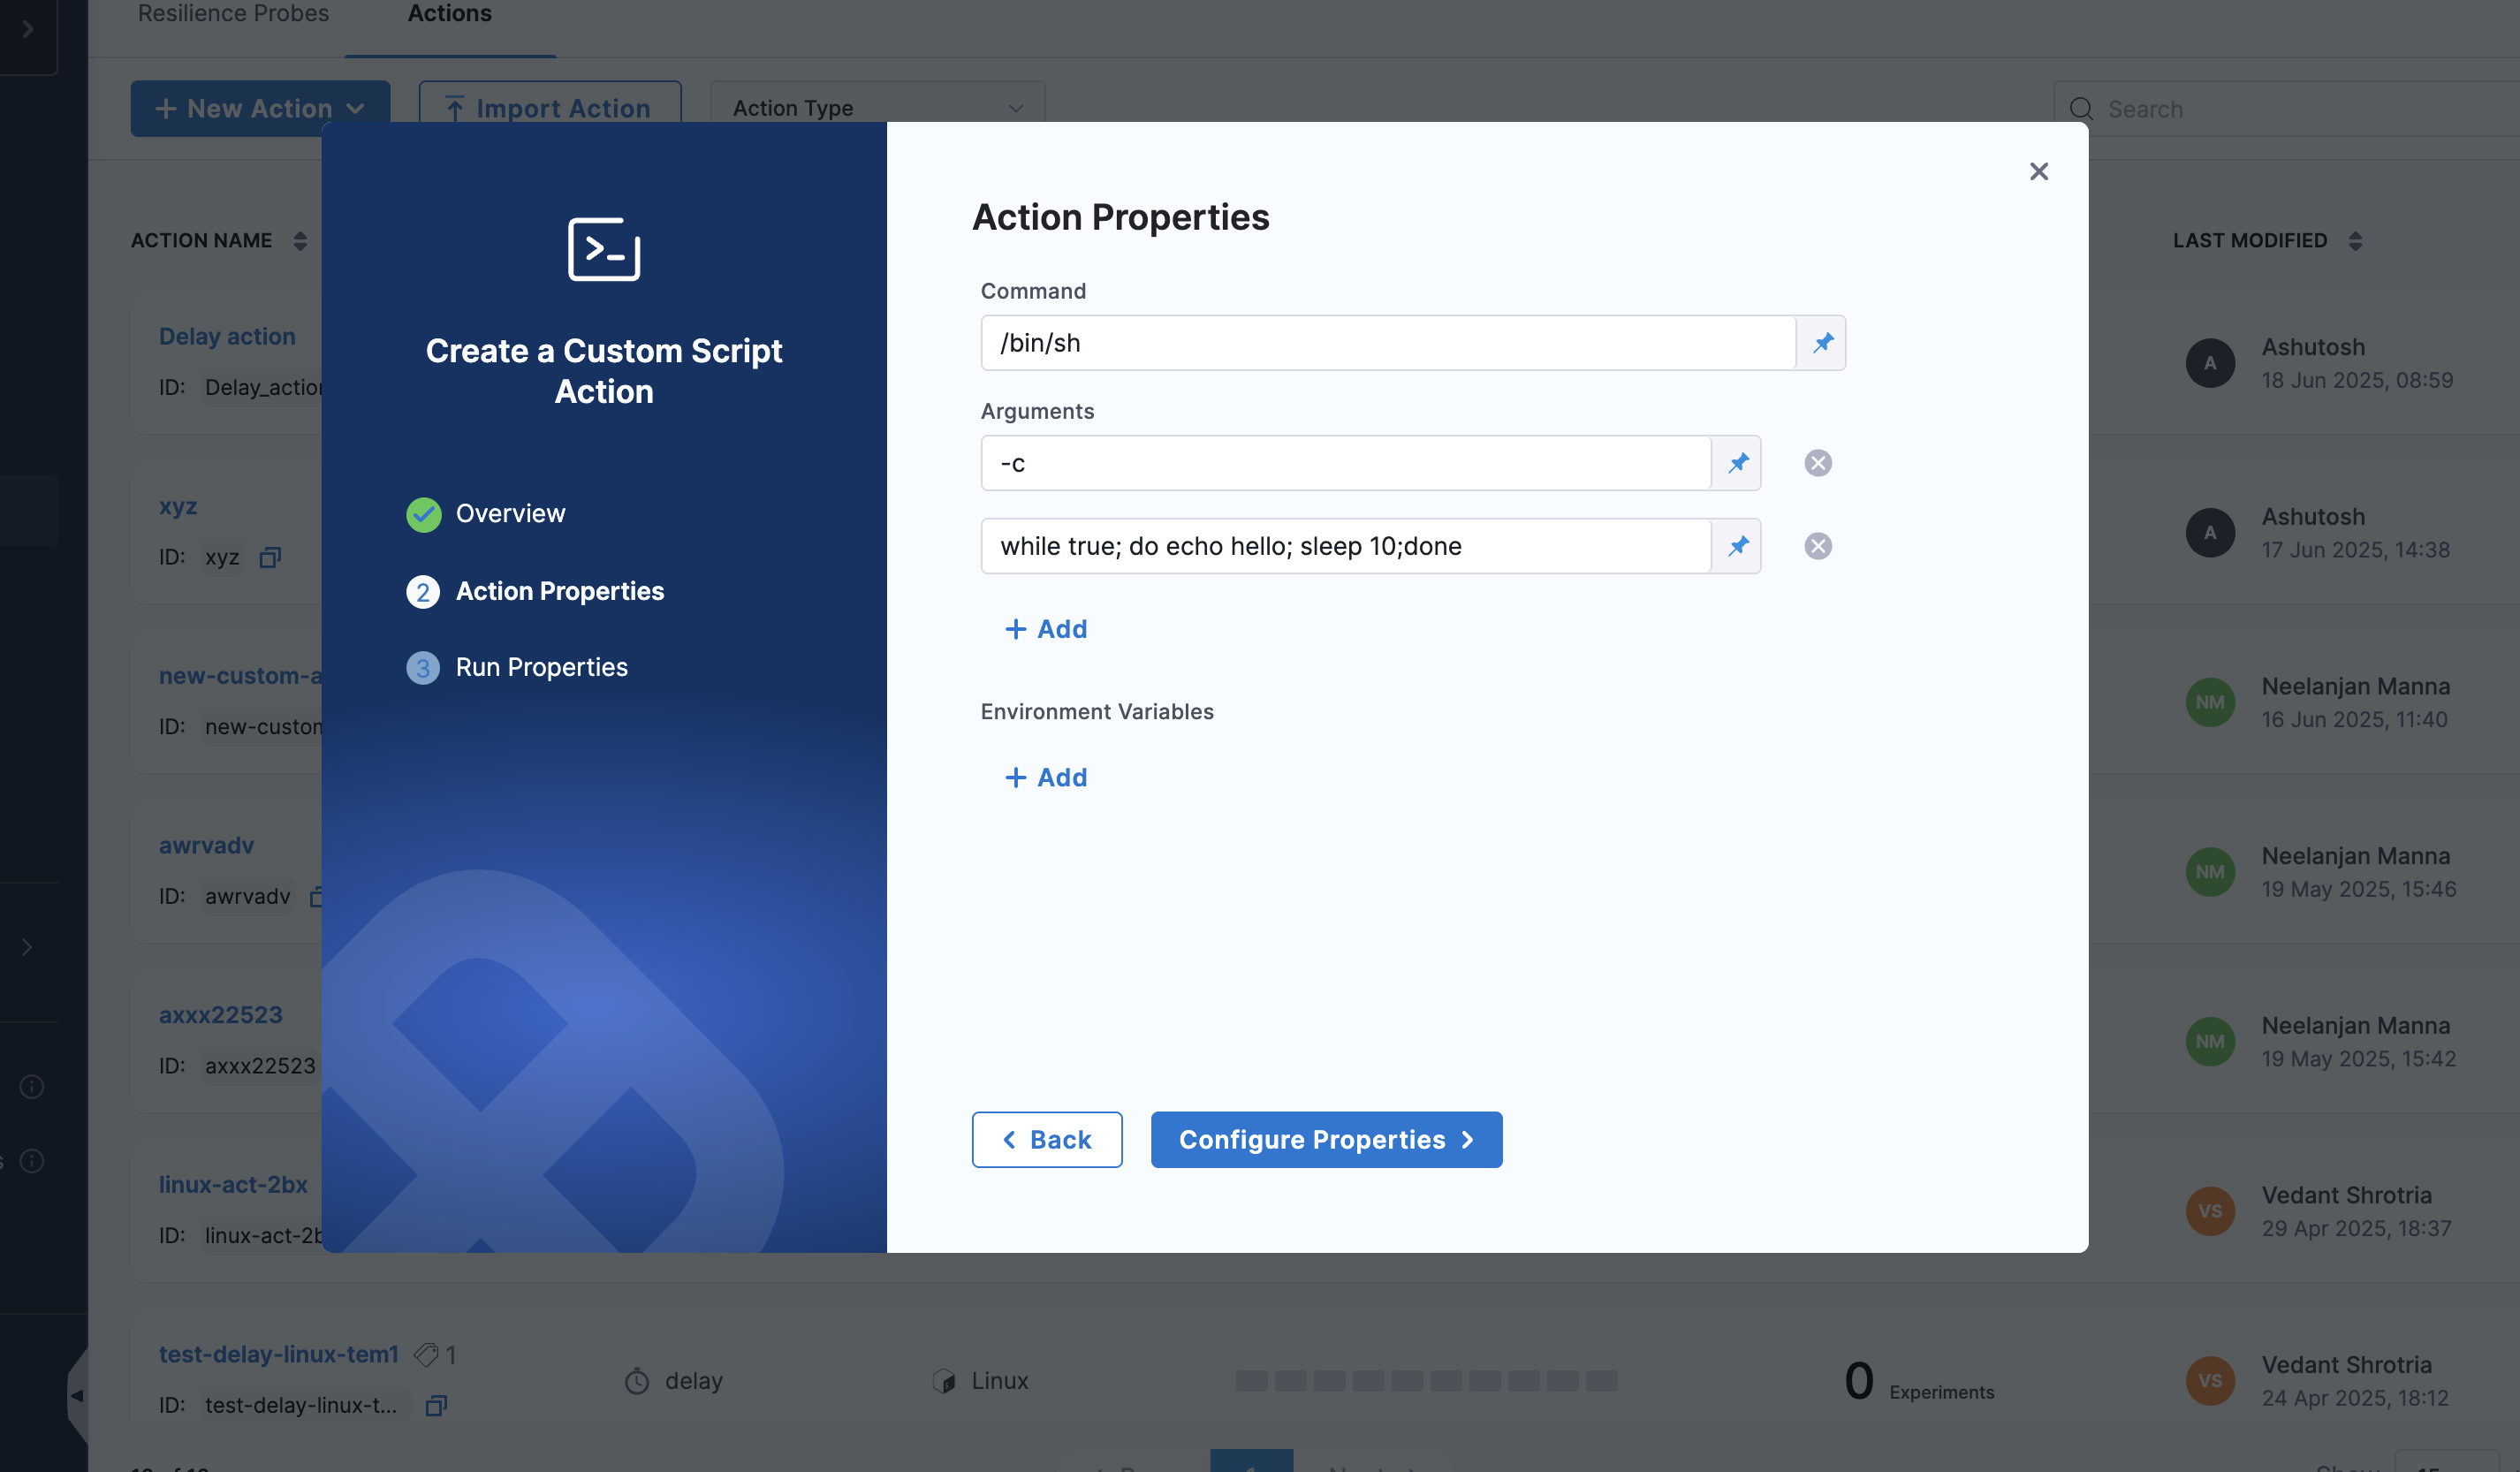 Resilience Probes
Actions
New Action
Import Action
Action Type
Search
ACTION NAME
LAST MODIFIED
Delay action
ID: Delay_action
Ashutosh
18 Jun 2025, 08:59
xyz
ID: xyz
Ashutosh
17 Jun 2025, 14:38
new-custom-a
ID: new-custom
Neelanjan Manna
16 Jun 2025, 11:40
awrvadv
ID: awrvadv
Neelanjan Manna
19 May 2025, 15:46
axxx22523
ID: axxx22523
Neelanjan Manna
19 May 2025, 15:42
linux-act-2bx
ID: linux-act-2b
Vedant Shrotria
29 Apr 2025, 18:37
test-delay-linux-tem1 1
ID: test-delay-linux-t...
delay
Linux
0 Experiments
Vedant Shrotria
24 Apr 2025, 18:12
A
A
NM
NM
NM
VS
VS
Create a Custom Script
Action
Overview
2 Action Properties
3 Run Properties
Action Properties
Command
/bin/sh
Arguments
-c
while true; do echo hello; sleep 10;done
Add
Environment Variables
Add
Back
Configure Properties